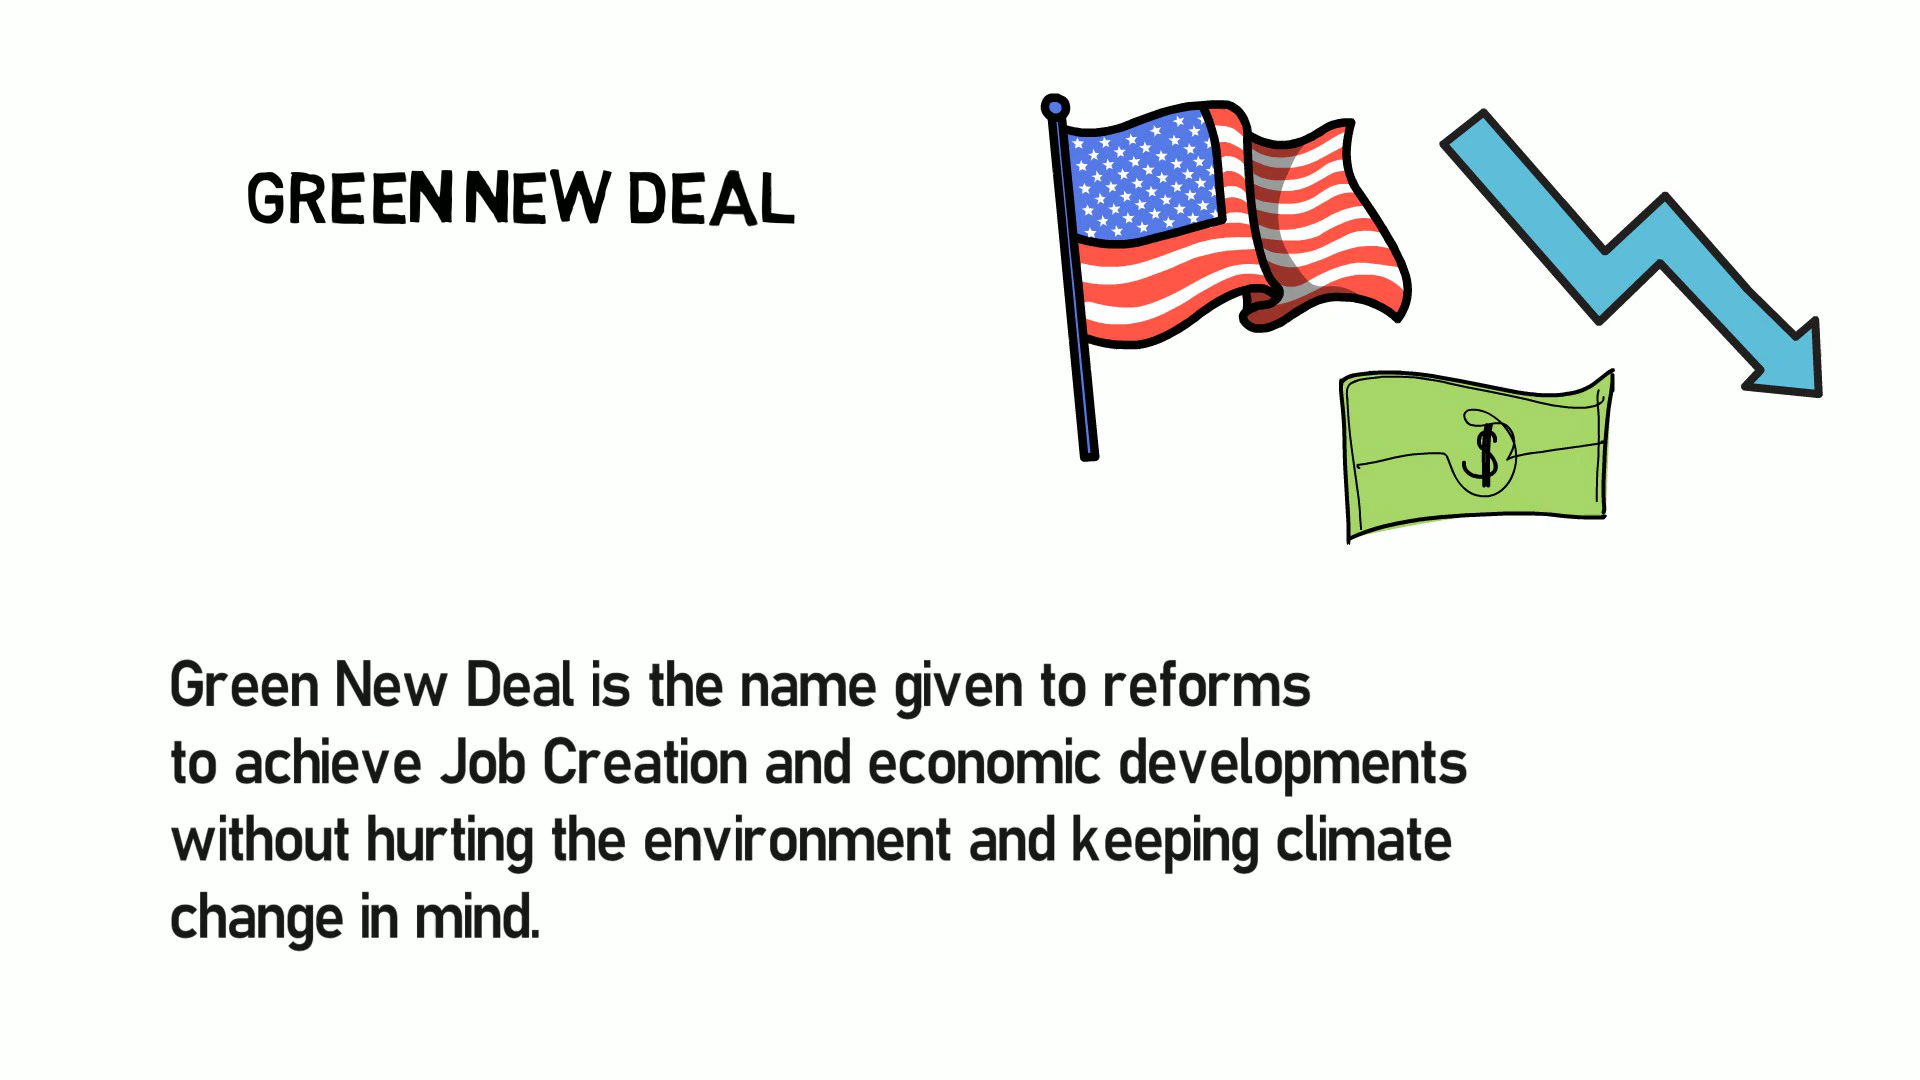 GREEN NEW DEAL
$
Green New Deal is the name given to reforms
to achieve Job Creation and economic developments
without hurting the environment and keeping climate
change in mind.